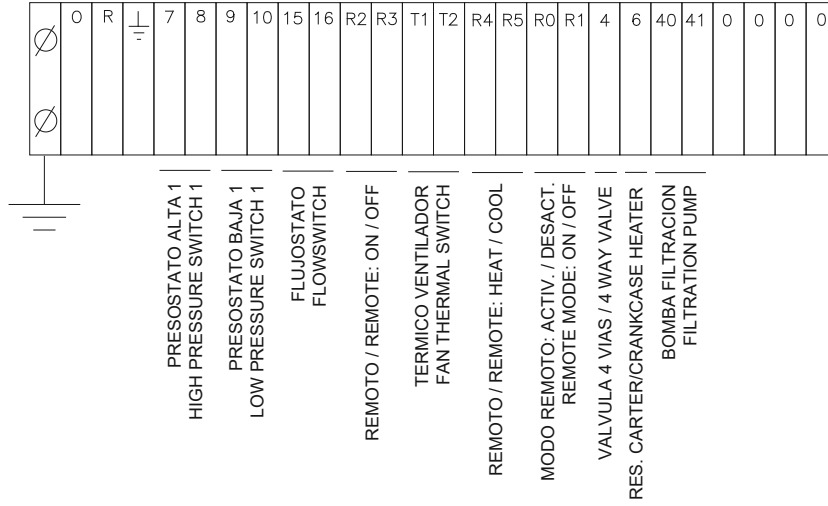 O R 7 8 9 10 15 16 R2 R3 T1 T2 R4 R5 R0 R1 4 6 40 41 0 0 0 0
PRESOSTATO ALTA 1
HIGH PRESSURE SWITCH 1
PRESOSTATO BAJA 1
LOW PRESSURE SWITCH 1
FLUJOSTATO
FLOWSWITCH
REMOTO / REMOTE: ON / OFF
TERMICO VENTILADOR
FAN THERMAL SWITCH
REMOTO / REMOTE: HEAT / COOL
MODO REMOTO: ACTIV. / DESACT.
REMOTE MODE: ON / OFF
VALVULA 4 VIAS / 4 WAY VALVE
RES. CARTER/CRANKCASE HEATER
BOMBA FILTRACION
FILTRATION PUMP